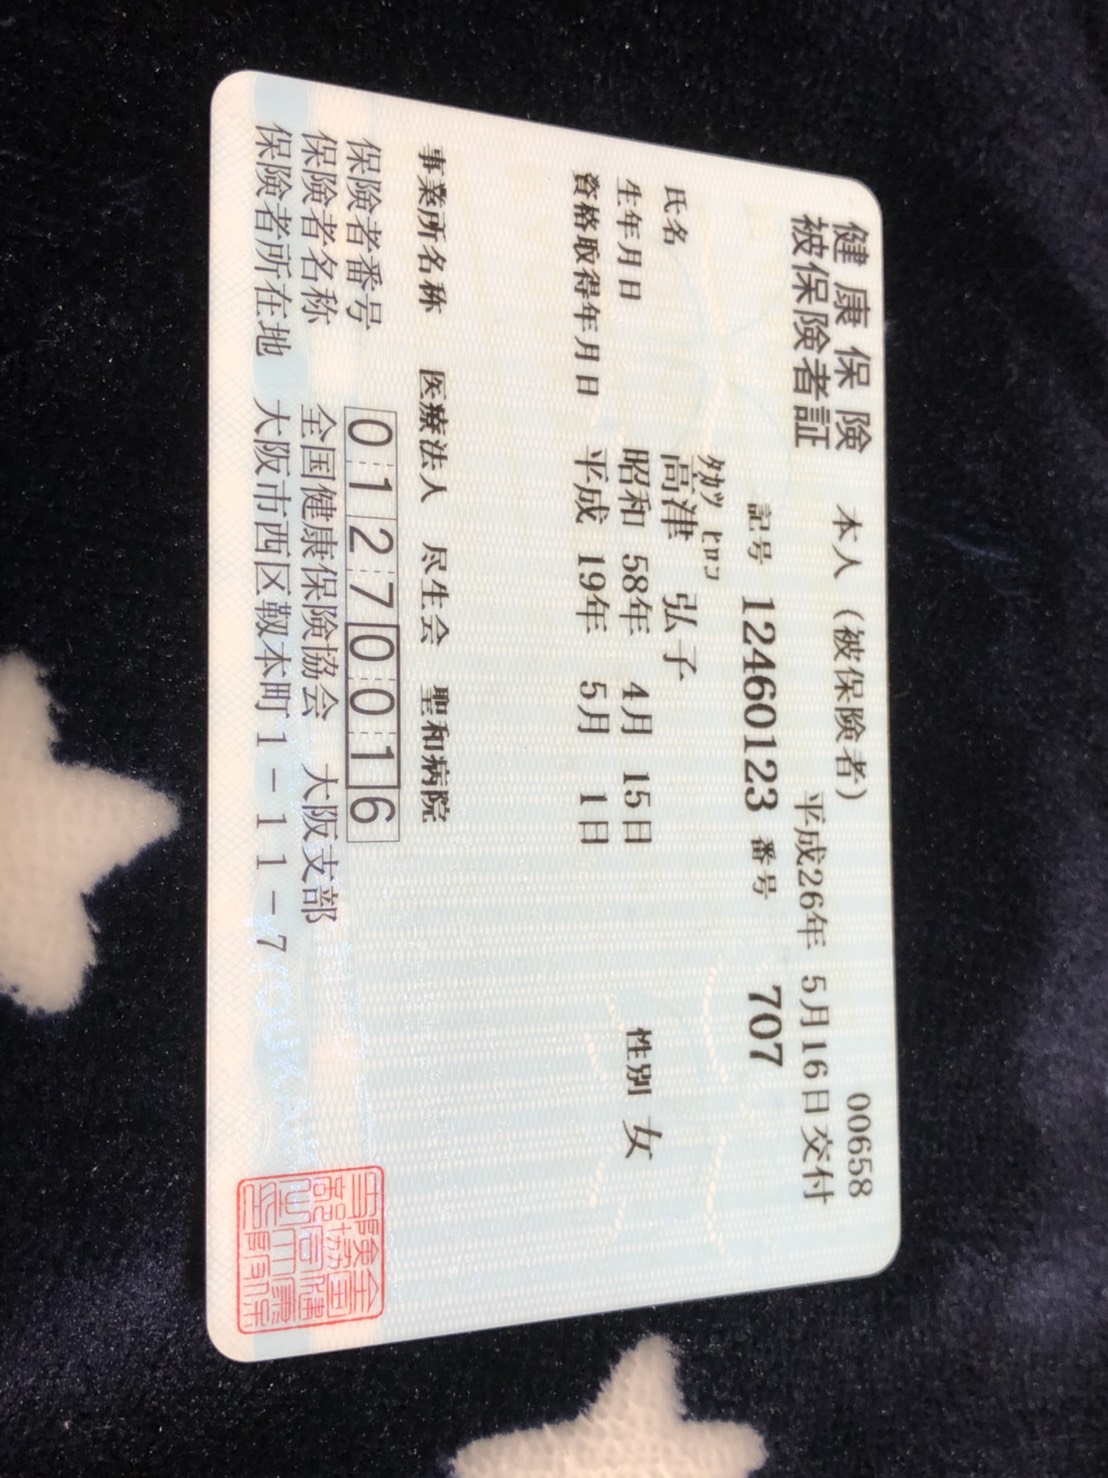 健康保険 本人（被保険者） 00658
被保険者証 平成26年 5月16日交付
記号 12460123 番号 707
ﾀｶﾂ ﾋﾛｺ
氏名 高津 弘子
生年月日 昭和 58年 4月 15日 性別 女
資格取得年月日 平成 19年 5月 1日
事業所名称 医療法人 尽生会 聖和病院
保険者番号 01270016
保険者名称 全国健康保険協会 大阪支部
保険者所在地 大阪市西区靱本町1-11-7